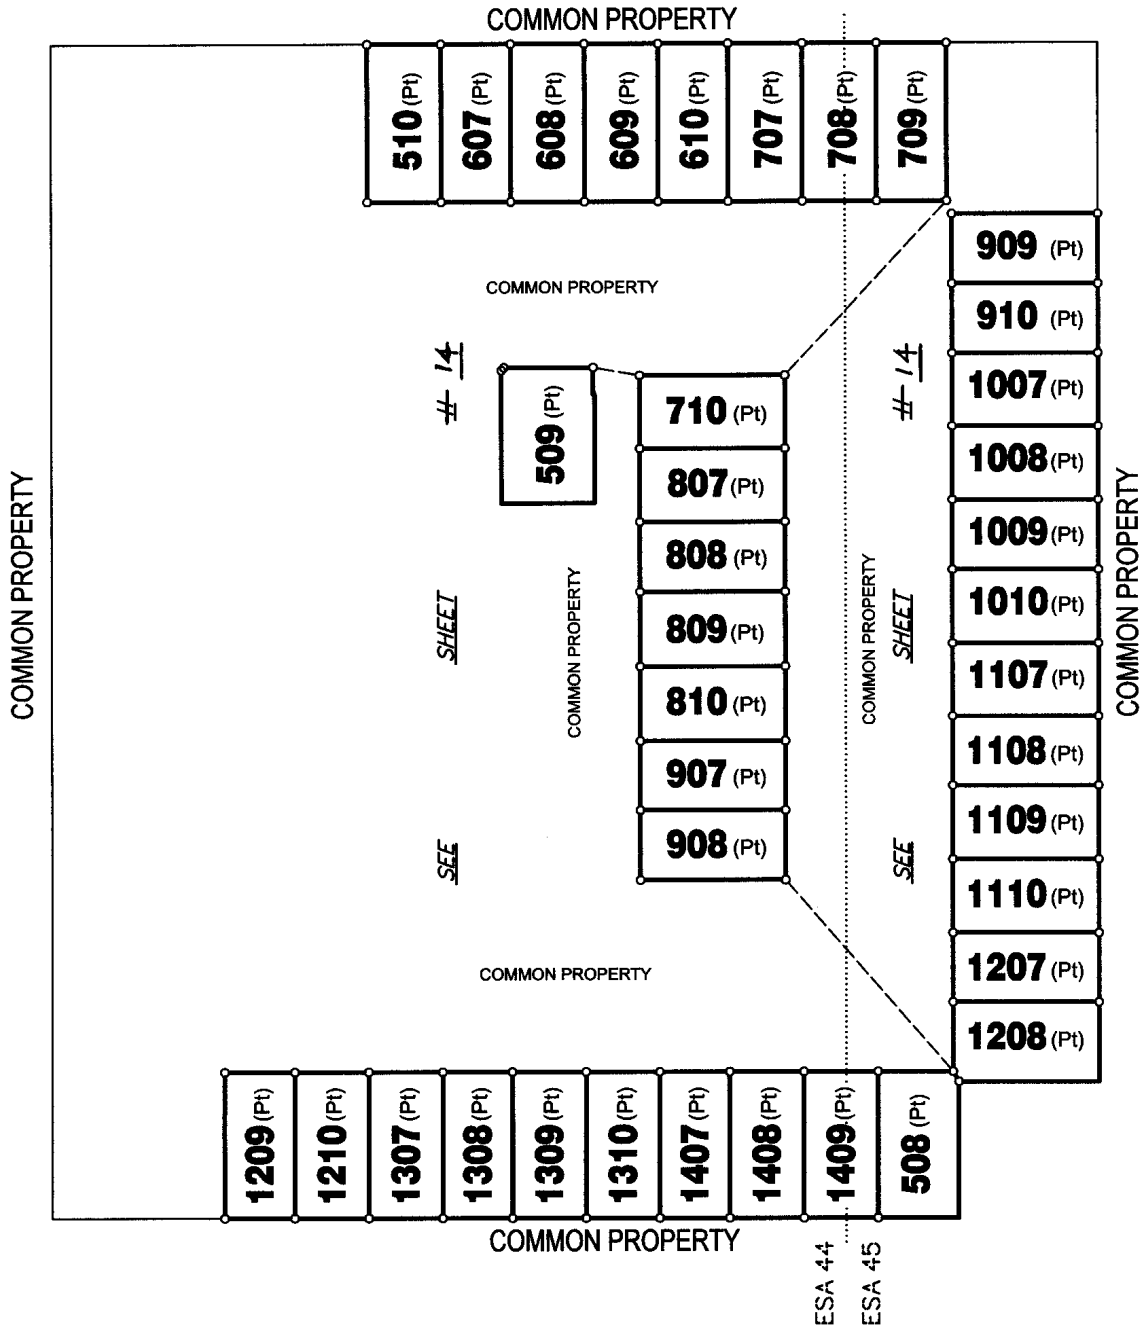 COMMON PROPERTY
510 (Pt)
607 (Pt)
608 (Pt)
609 (Pt)
610 (Pt)
707 (Pt)
708 (Pt)
709 (Pt)
909 (Pt)
910 (Pt)
1007 (Pt)
1008 (Pt)
1009 (Pt)
1010 (Pt)
1107 (Pt)
1108 (Pt)
1109 (Pt)
1110 (Pt)
1207 (Pt)
1208 (Pt)
COMMON PROPERTY
COMMON PROPERTY
SEE SHEET # 14
509 (Pt)
710 (Pt)
807 (Pt)
808 (Pt)
809 (Pt)
810 (Pt)
907 (Pt)
908 (Pt)
COMMON PROPERTY
COMMON PROPERTY
SEE SHEET # 14
COMMON PROPERTY
COMMON PROPERTY
1209 (Pt)
1210 (Pt)
1307 (Pt)
1308 (Pt)
1309 (Pt)
1310 (Pt)
1407 (Pt)
1408 (Pt)
1409 (Pt)
508 (Pt)
COMMON PROPERTY
ESA 44
ESA 45